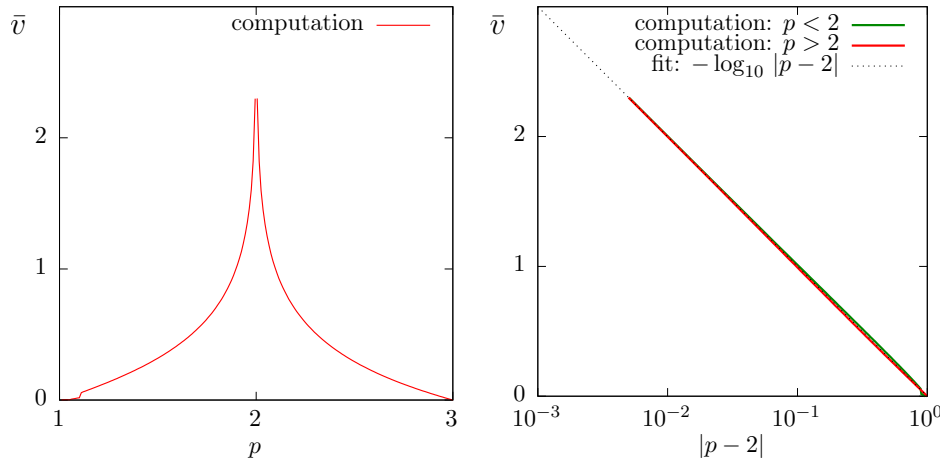 v̄
computation
2
1
0
1
2
3
p
v̄
computation: p < 2
computation: p > 2
fit: − log₁₀ |p − 2|
2
1
0
10⁻³
10⁻²
10⁻¹
10⁰
|p − 2|